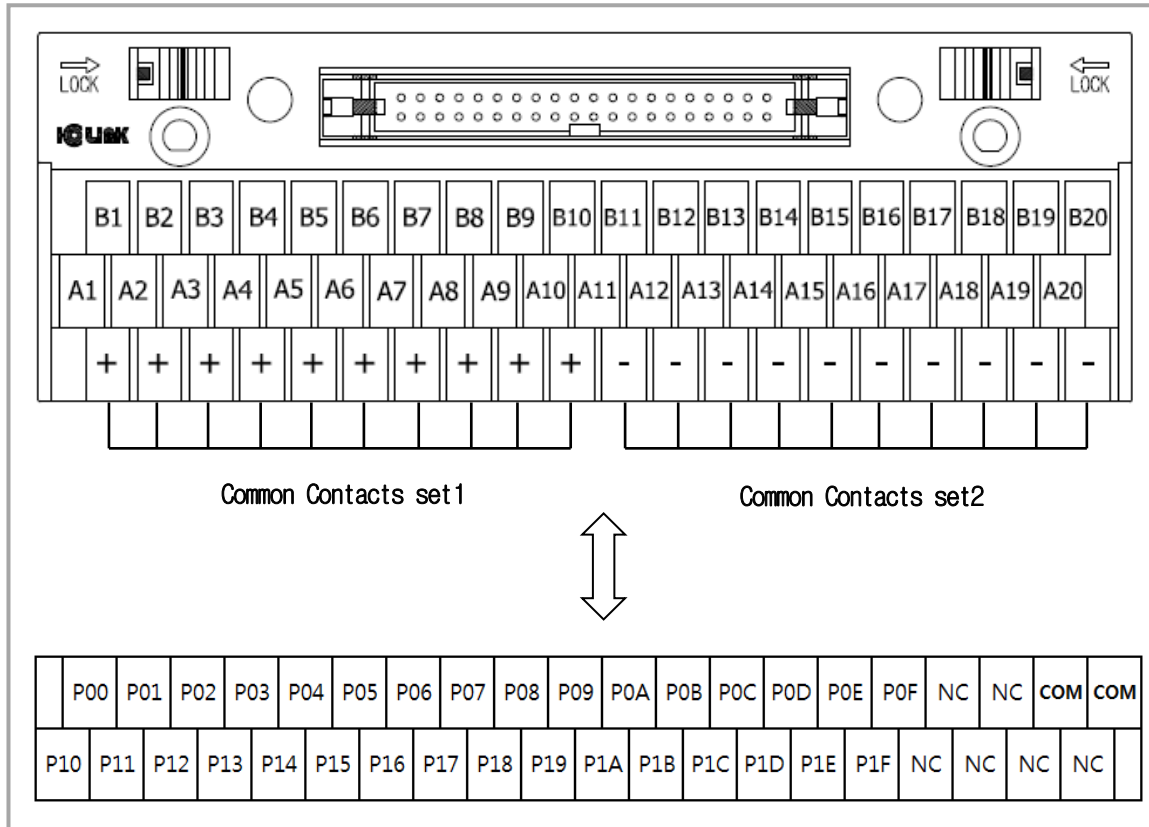 LOCK LOCK
B1 B2 B3 B4 B5 B6 B7 B8 B9 B10 B11 B12 B13 B14 B15 B16 B17 B18 B19 B20
A1 A2 A3 A4 A5 A6 A7 A8 A9 A10 A11 A12 A13 A14 A15 A16 A17 A18 A19 A20
+ + + + + + + + + + - - - - - - - - - -
Common Contacts set1 Common Contacts set2
P00 P01 P02 P03 P04 P05 P06 P07 P08 P09 P0A P0B P0C P0D P0E P0F NC NC COM COM
P10 P11 P12 P13 P14 P15 P16 P17 P18 P19 P1A P1B P1C P1D P1E P1F NC NC NC NC